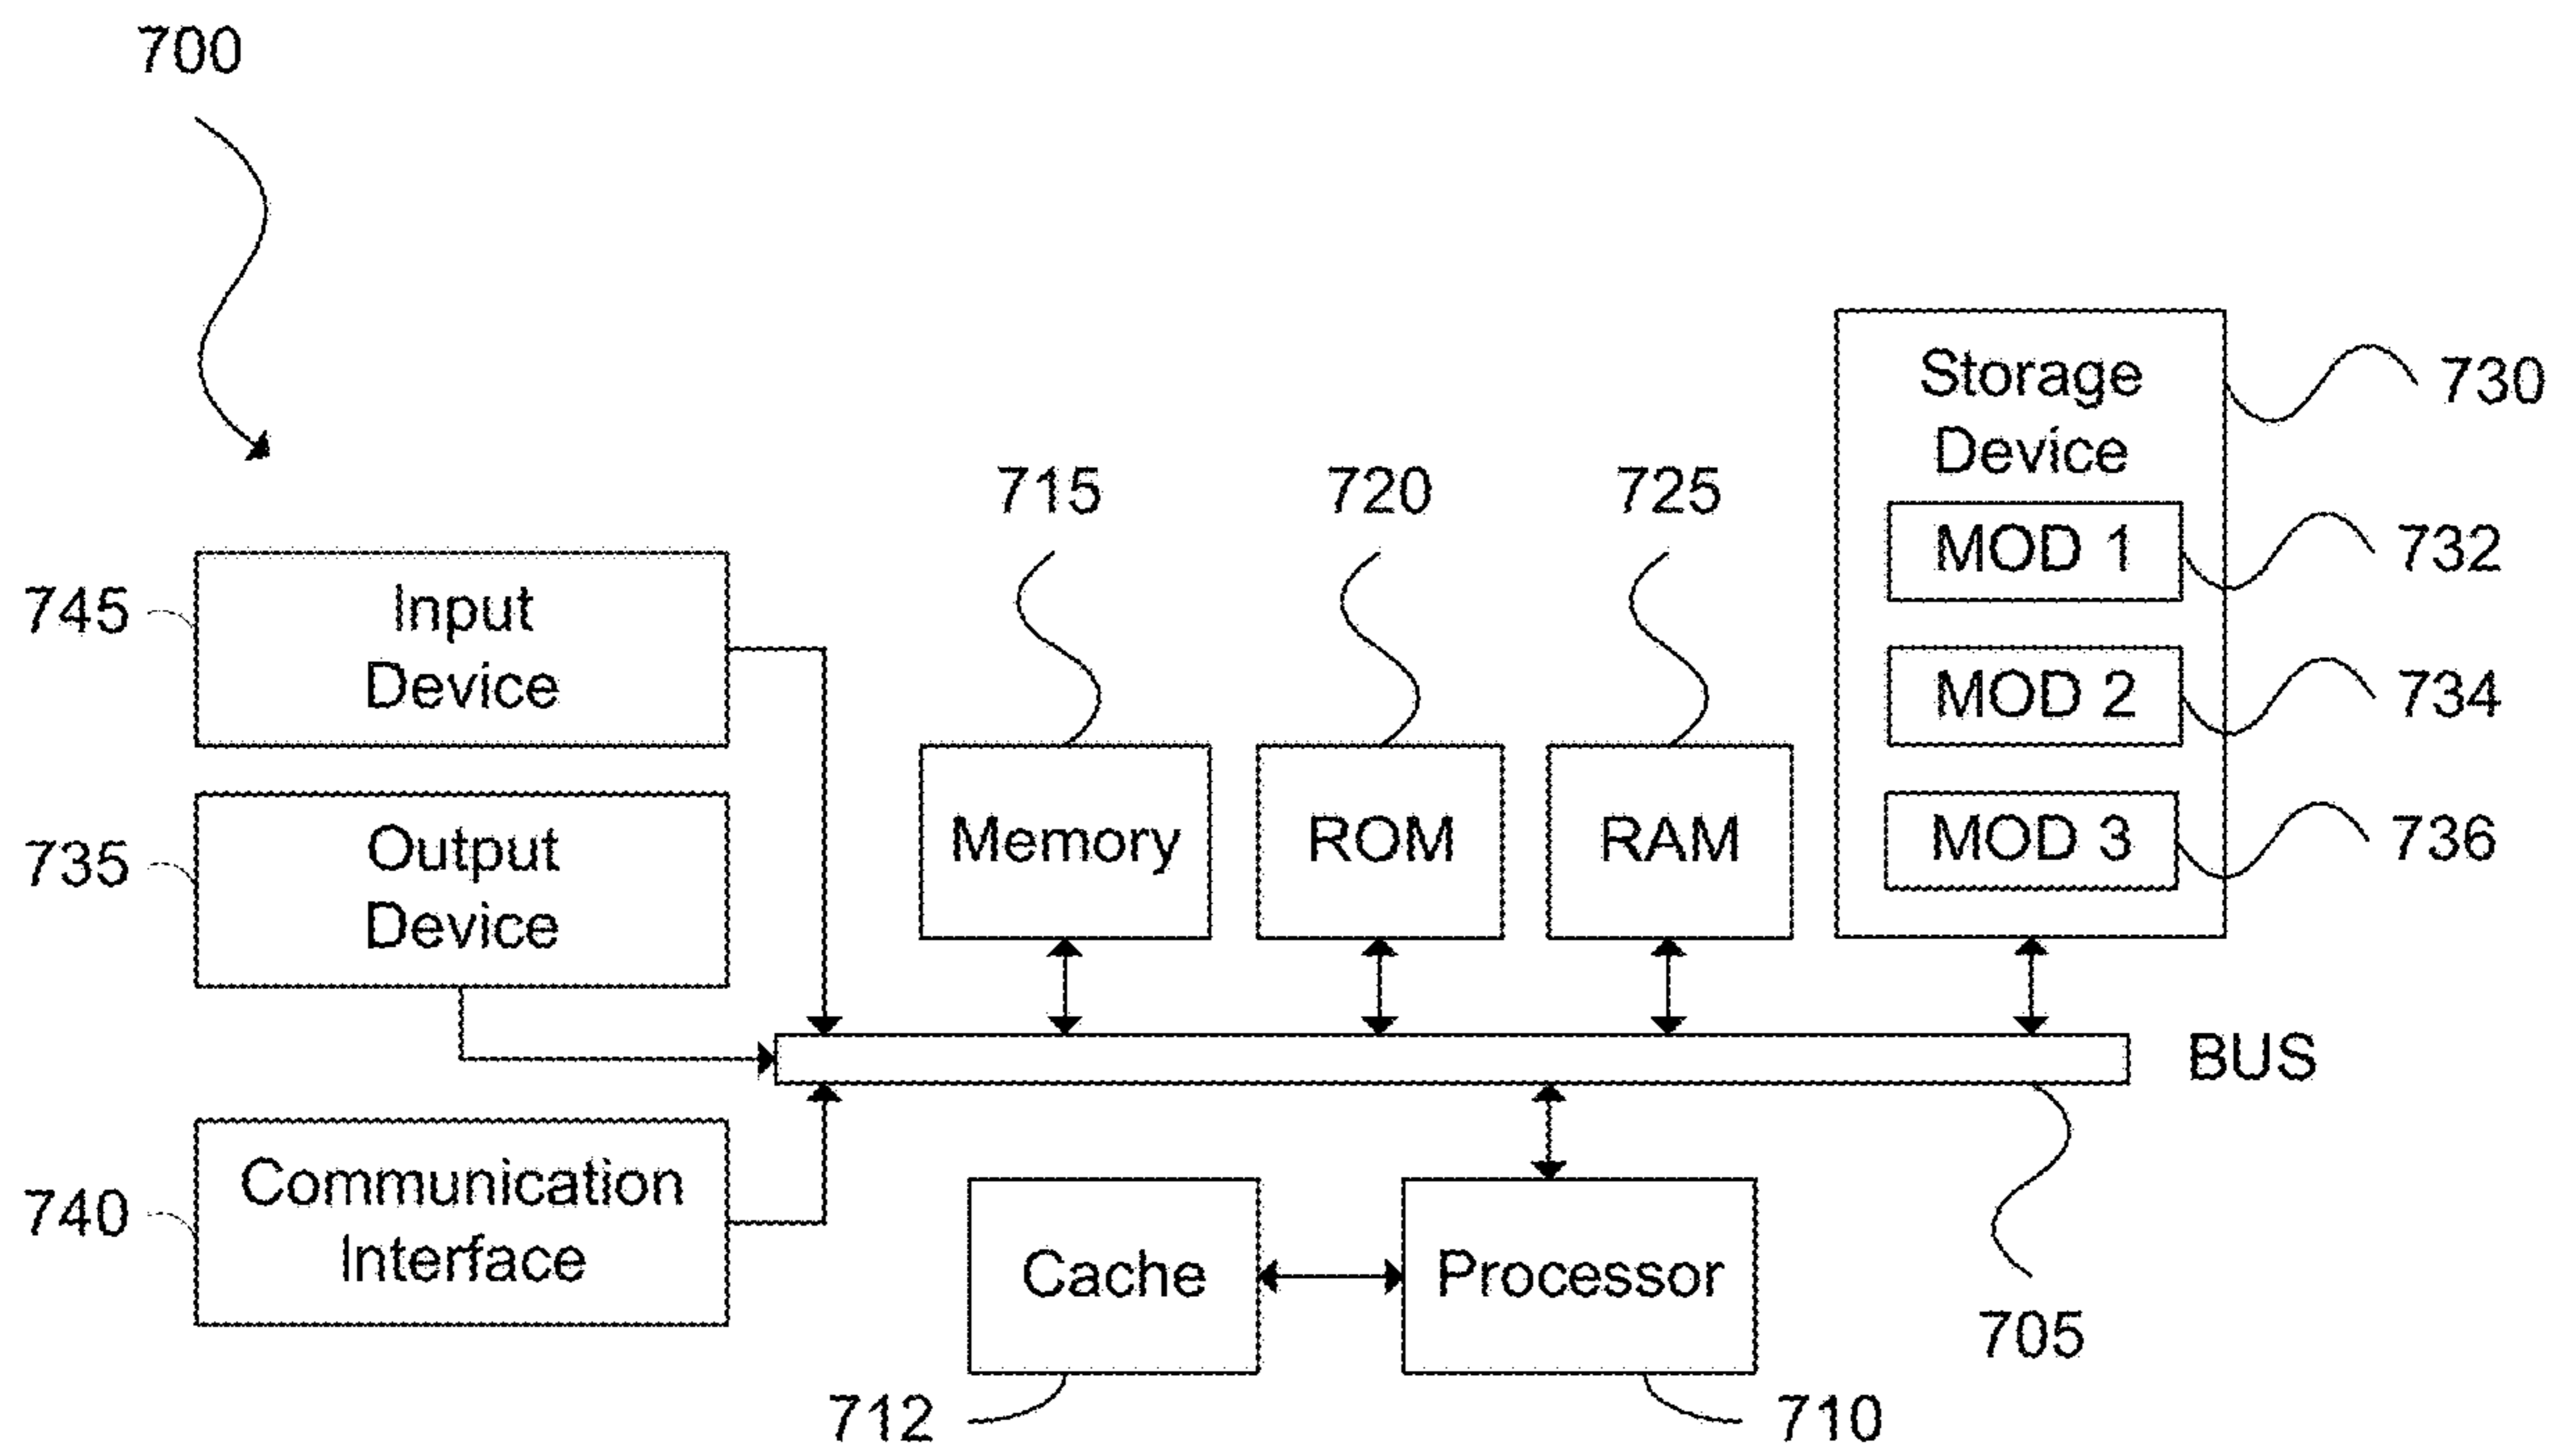 700
730
Storage
Device
715
720
725
MOD 1
732
745
Input
Device
MOD 2
734
735
Output
Device
Memory
ROM
RAM
MOD 3
736
BUS
740
Communication
Interface
Cache
Processor
705
712
710